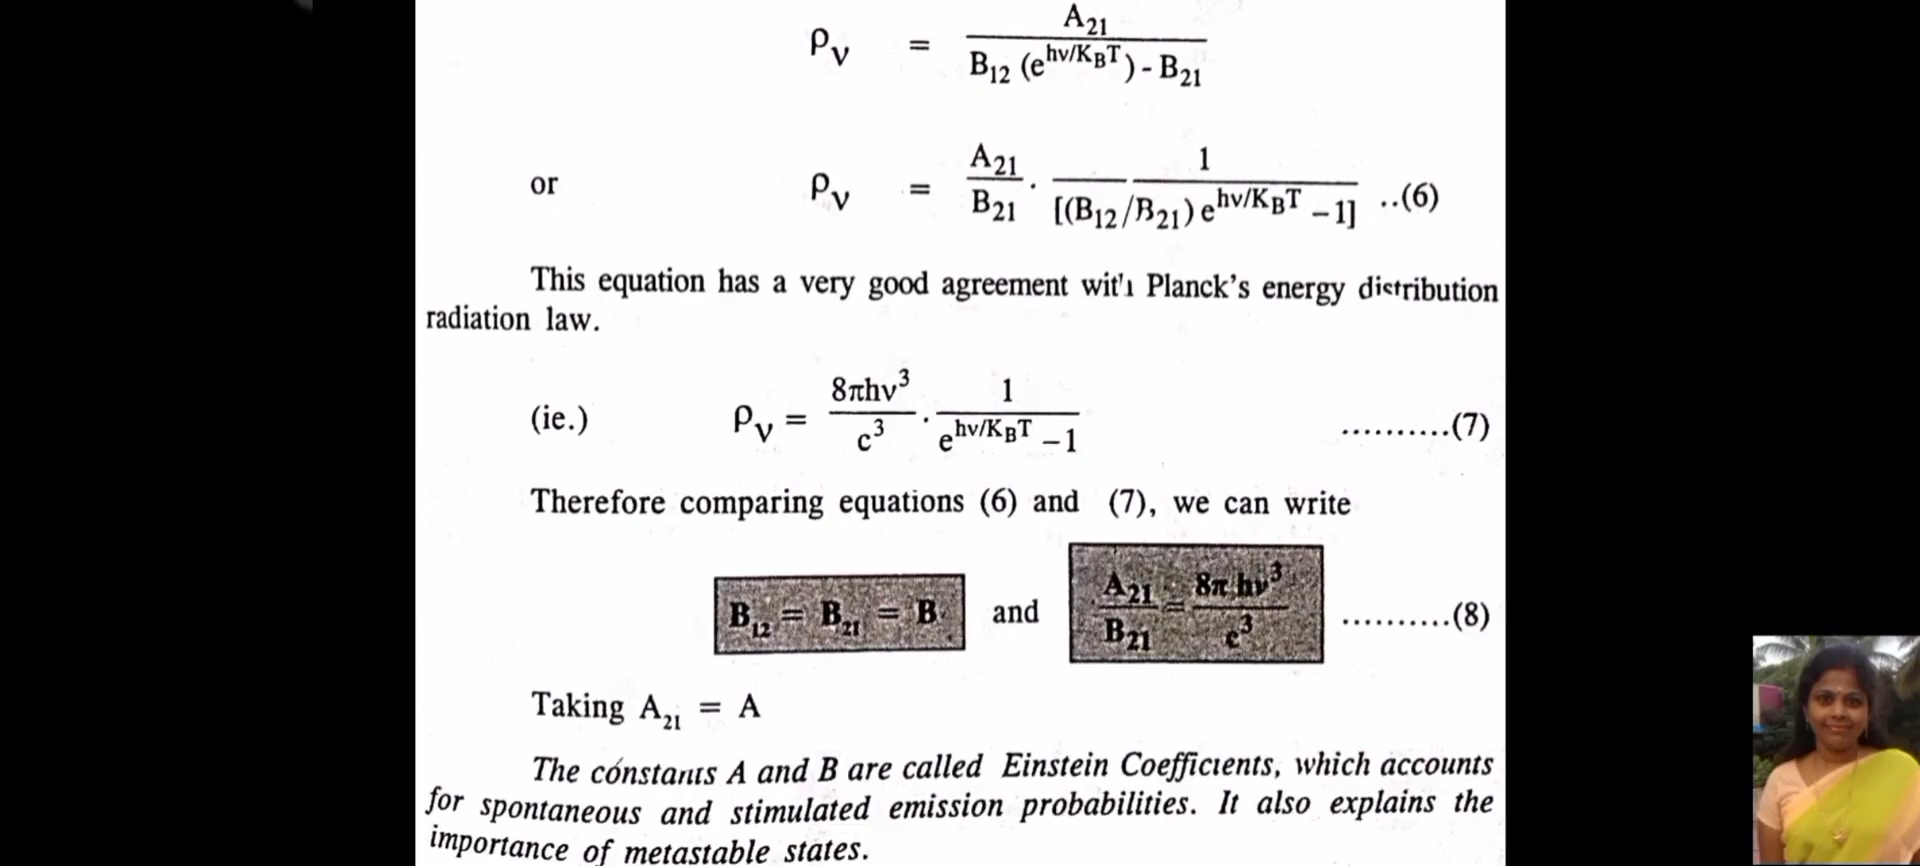 ρν = A21 / B12 (e^hν/KBT) - B21
or ρν = A21/B21 · 1 / [(B12/B21) e^hν/KBT – 1] ..(6)
This equation has a very good agreement with Planck's energy distribution
radiation law.
(ie.) ρν = 8πhν³/c³ · 1 / e^hν/KBT – 1 ..........(7)
Therefore comparing equations (6) and (7), we can write
B12 = B21 = B and A21/B21 = 8π hν³/c³ ..........(8)
Taking A21 = A
The constants A and B are called Einstein Coefficients, which accounts
for spontaneous and stimulated emission probabilities. It also explains the
importance of metastable states.